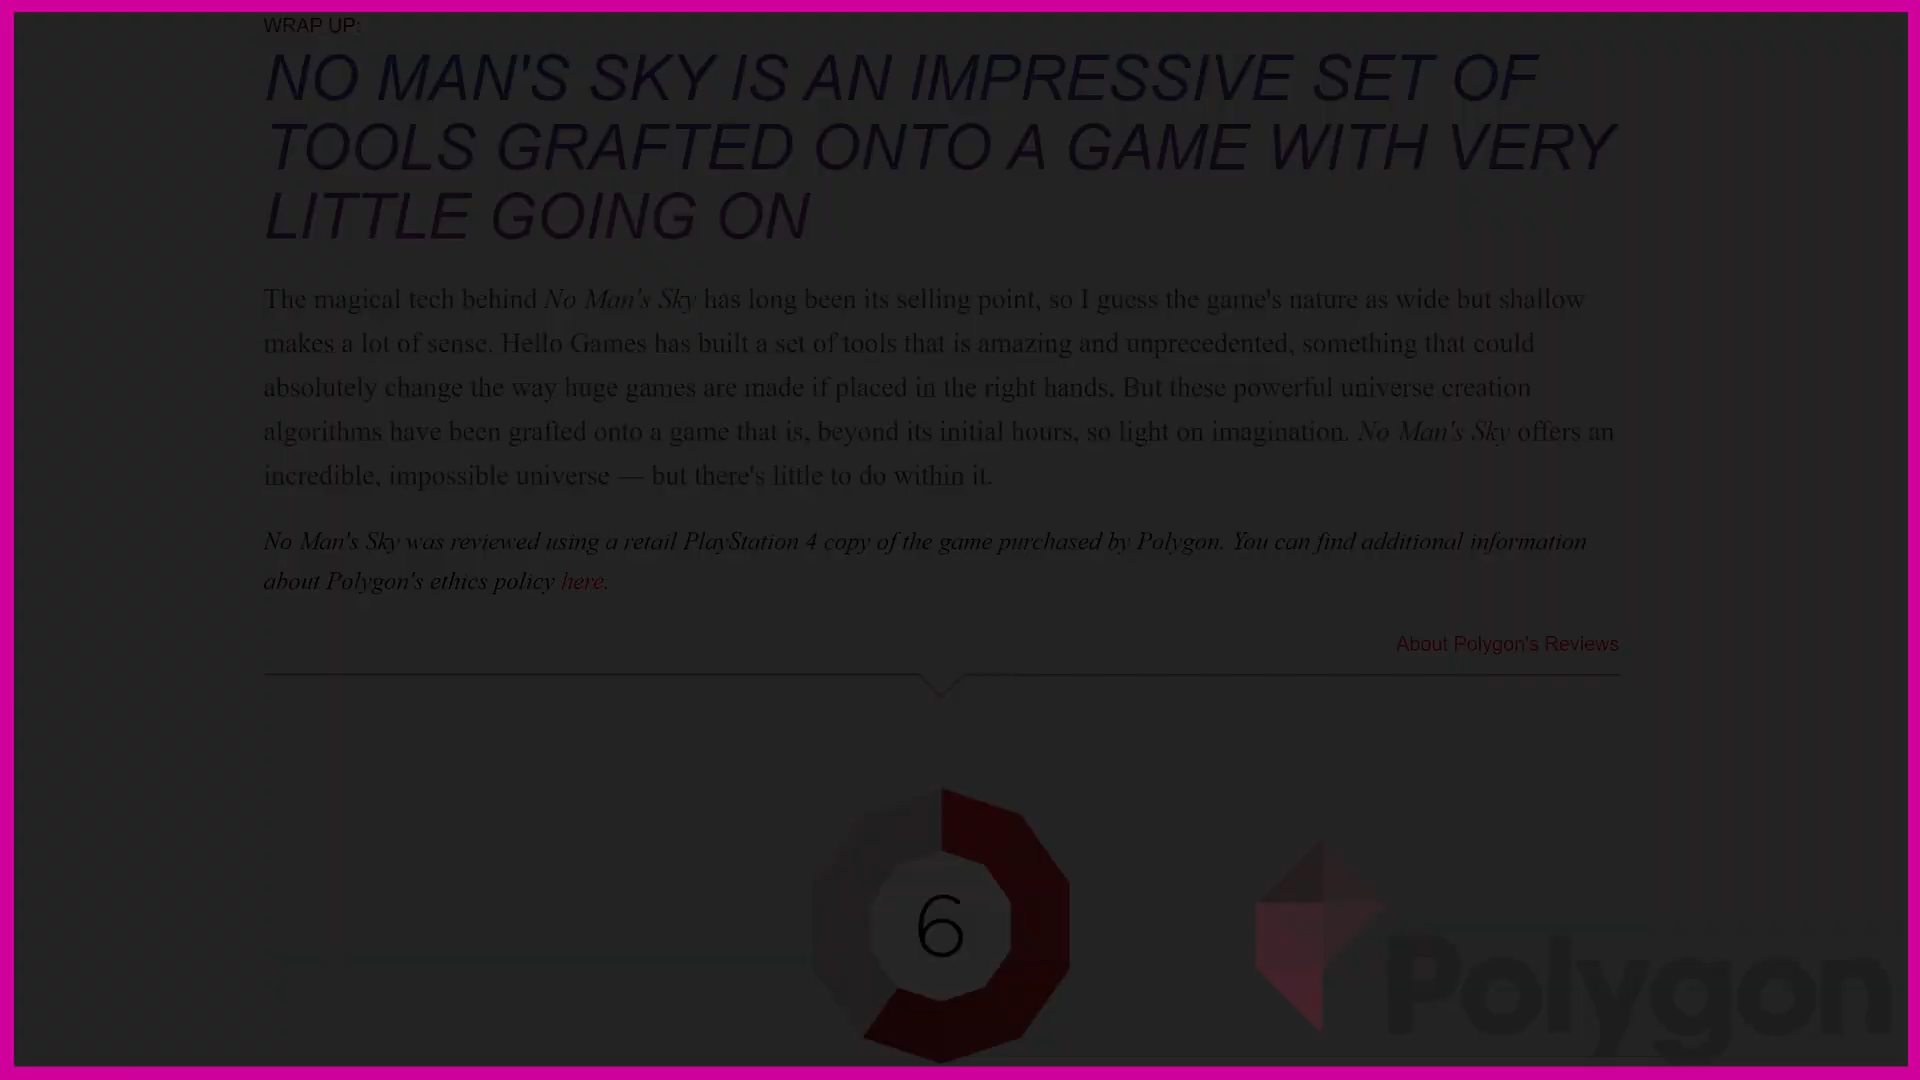 WRAP UP:
NO MAN'S SKY IS AN IMPRESSIVE SET OF
TOOLS GRAFTED ONTO A GAME WITH VERY
LITTLE GOING ON
The magical tech behind No Man's Sky has long been its selling point, so I guess the game's nature as wide but shallow
makes a lot of sense. Hello Games has built a set of tools that is amazing and unprecedented, something that could
absolutely change the way huge games are made if placed in the right hands. But these powerful universe creation
algorithms have been grafted onto a game that is, beyond its initial hours, so light on imagination. No Man's Sky offers an
incredible, impossible universe — but there's little to do within it.
No Man's Sky was reviewed using a retail PlayStation 4 copy of the game purchased by Polygon. You can find additional information
about Polygon's ethics policy here.
About Polygon's Reviews
6
Polygon